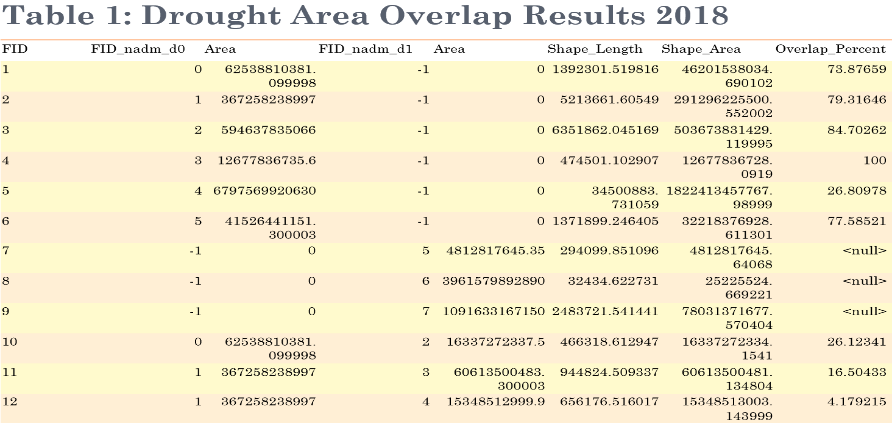 Table 1: Drought Area Overlap Results 2018
FID FID_nadm_d0 Area FID_nadm_d1 Area Shape_Length Shape_Area Overlap_Percent
1 0 62538810381. -1 0 1392301.519816 46201538034. 73.87659
099998 690102
2 1 367258238997 -1 0 5213661.60549 291296225500. 79.31646
552002
3 2 594637835066 -1 0 6351862.045169 503673831429. 84.70262
119995
4 3 12677836735.6 -1 0 474501.102907 12677836728. 100
0919
5 4 6797569920630 -1 0 34500883. 1822413457767. 26.80978
731059 98999
6 5 41526441151. -1 0 1371899.246405 32218376928. 77.58521
300003 611301
7 -1 0 5 4812817645.35 294099.851096 4812817645. <null>
64068
8 -1 0 6 3961579892890 32434.622731 25225524. <null>
669221
9 -1 0 7 1091633167150 2483721.541441 78031371677. <null>
570404
10 0 62538810381. 2 16337272337.5 466318.612947 16337272334. 26.12341
099998 1541
11 1 367258238997 3 60613500483. 944824.509337 60613500481. 16.50433
300003 134804
12 1 367258238997 4 15348512999.9 656176.516017 15348513003. 4.179215
143999